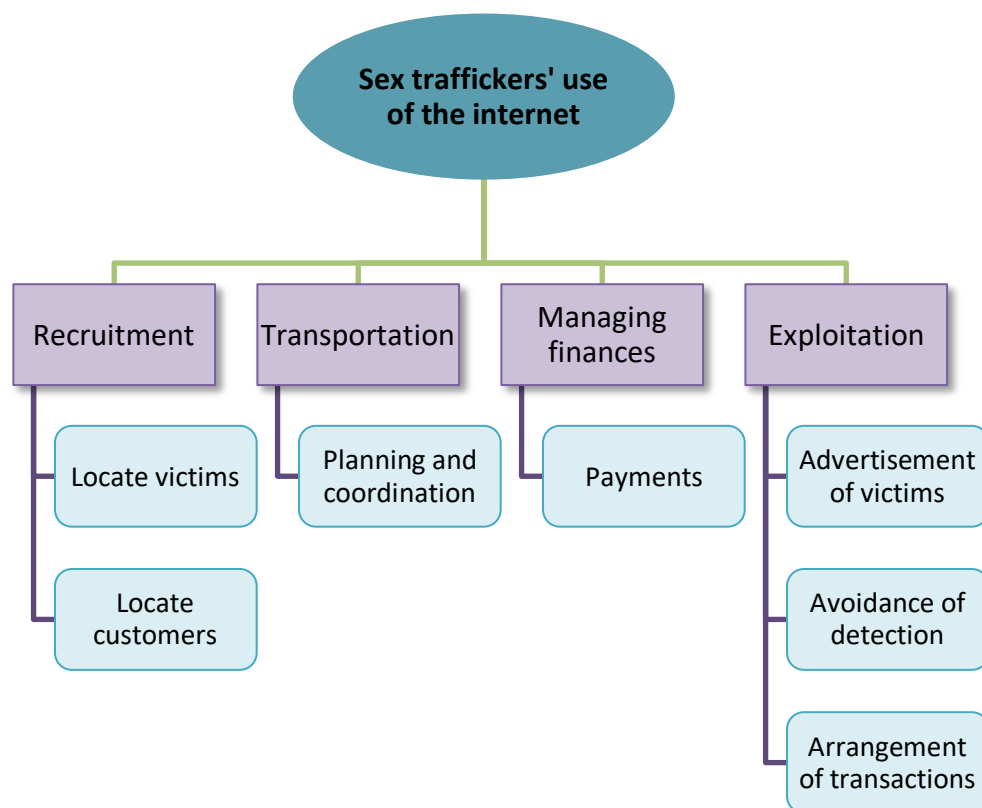 Sex traffickers' use
of the internet
Recruitment
Transportation
Managing
finances
Exploitation
Locate victims
Planning and
coordination
Payments
Advertisement
of victims
Locate
customers
Avoidance of
detection
Arrangement
of transactions